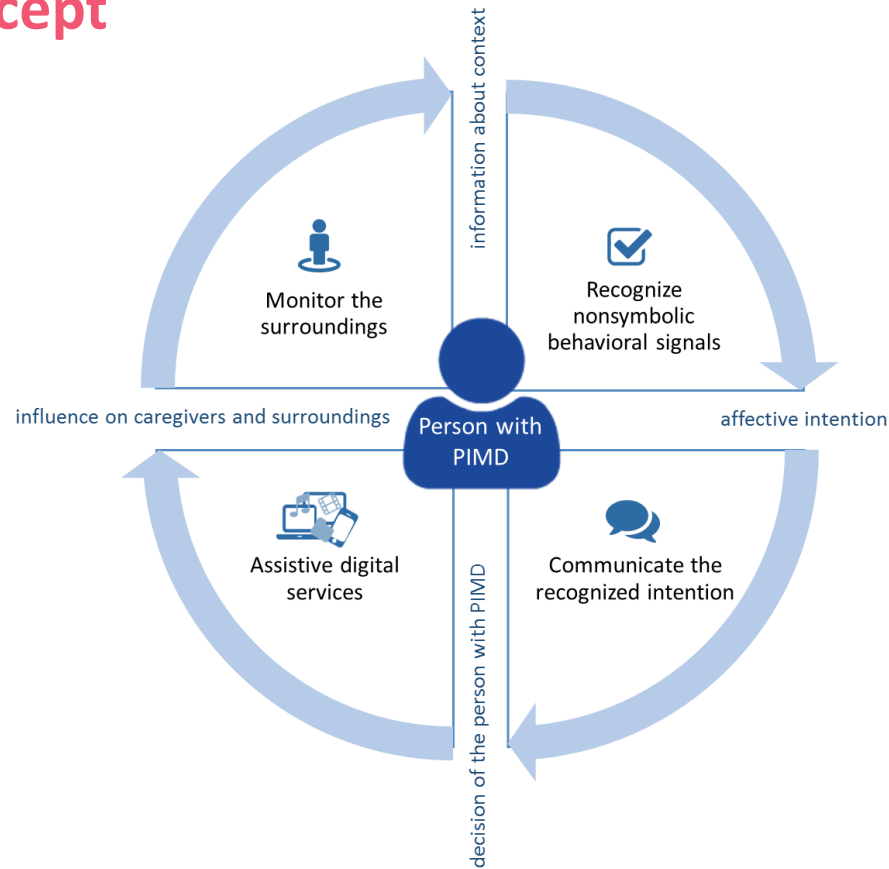 cept
information about context
Monitor the
surroundings
Recognize
nonsymbolic
behavioral signals
influence on caregivers and surroundings
Person with
PIMD
affective intention
Assistive digital
services
Communicate the
recognized intention
decision of the person with PIMD